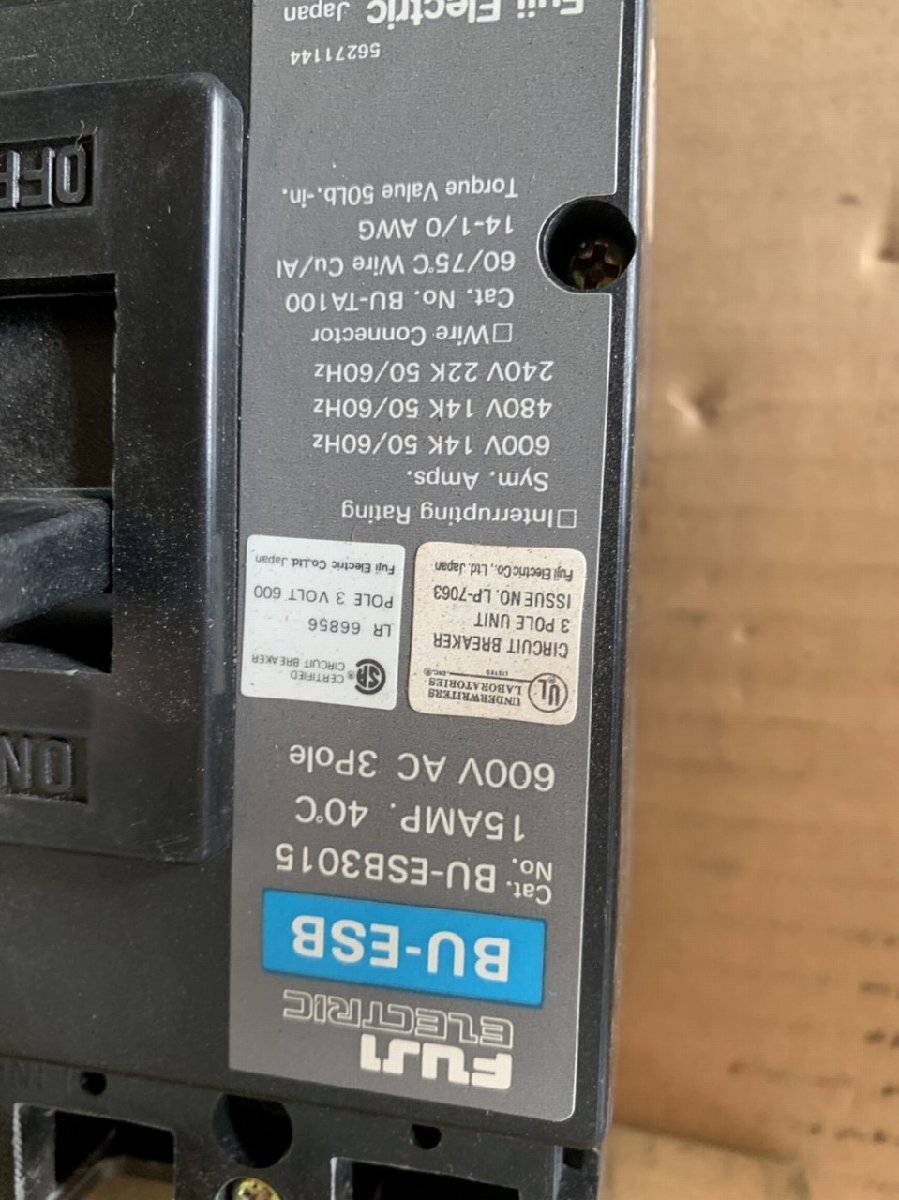 FUJI
ELECTRIC
BU-ESB
Cat. No. BU-ESB3015
15AMP. 40℃
600V AC 3Pole
UL®
UNDERWRITERS
LABORATORIES
LISTED INC.®
CIRCUIT BREAKER
3 POLE UNIT
ISSUE NO. LP-7063
Fuji Electric Co., Ltd. Japan
SA®
CERTIFIED
CIRCUIT BREAKER
LR 66856
POLE 3 VOLT 600
Fuji Electric Co.,Ltd. Japan
□Interrupting Rating
Sym. Amps.
600V 14K 50/60Hz
480V 14K 50/60Hz
240V 22K 50/60Hz
□Wire Connector
Cat. No. BU-TA100
60/75℃ Wire Cu/Al
14-1/0 AWG
Torque Value 50Lb-in.
56271144
Fuji Electric
Japan
ON
OFF